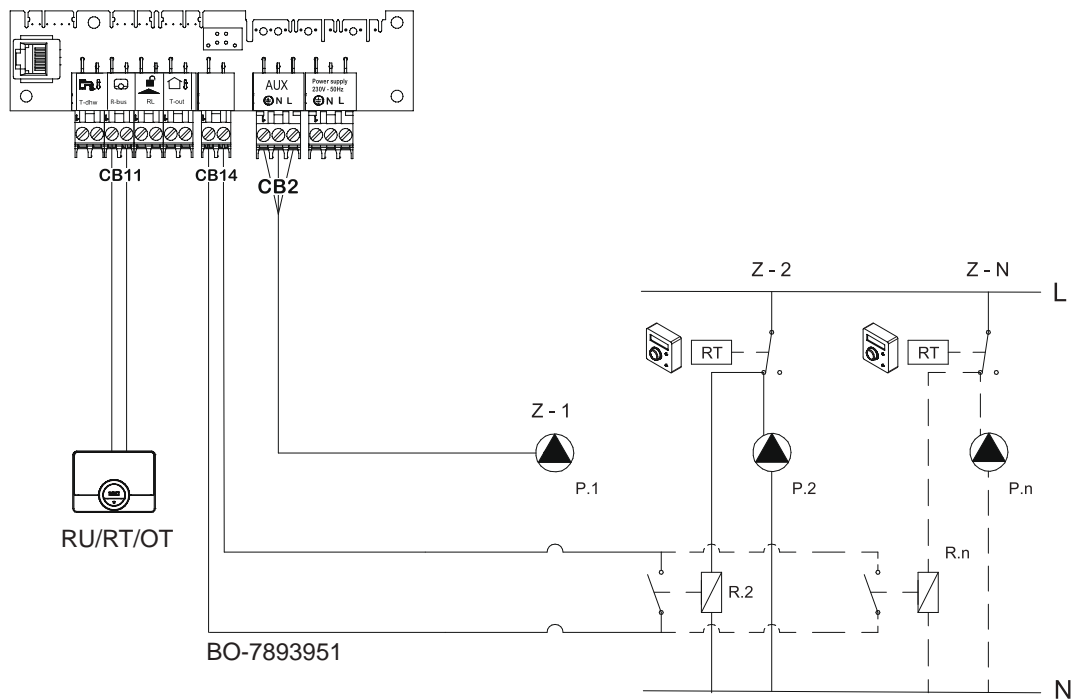 T-dhw
R-bus
RL
T-out
AUX
N L
Power supply
230V - 50Hz
N L
CB11
CB14
CB2
Z - 2
Z - N
L
RT
RT
Z - 1
P.1
P.2
P.n
RU/RT/OT
R.2
R.n
BO-7893951
N